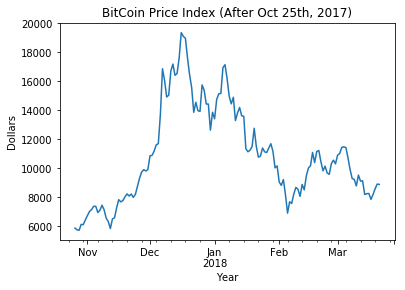 BitCoin Price Index (After Oct 25th, 2017)
20000
18000
16000
14000
12000
10000
8000
6000
Dollars
Nov Dec Jan Feb Mar
2018
Year